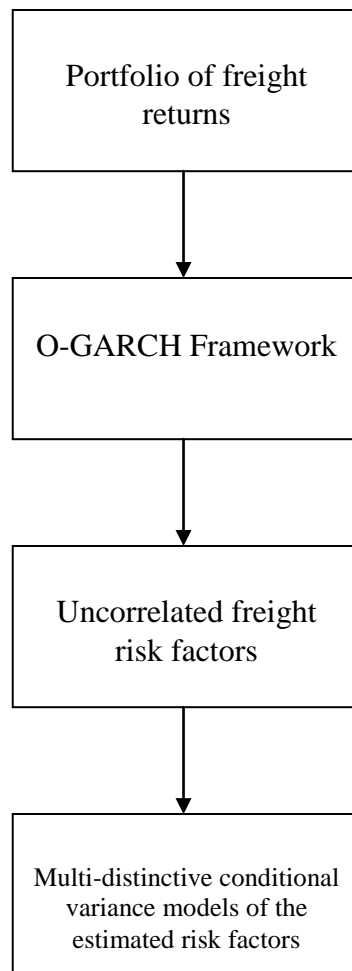 Portfolio of freight
returns
O-GARCH Framework
Uncorrelated freight
risk factors
Multi-distinctive conditional
variance models of the
estimated risk factors